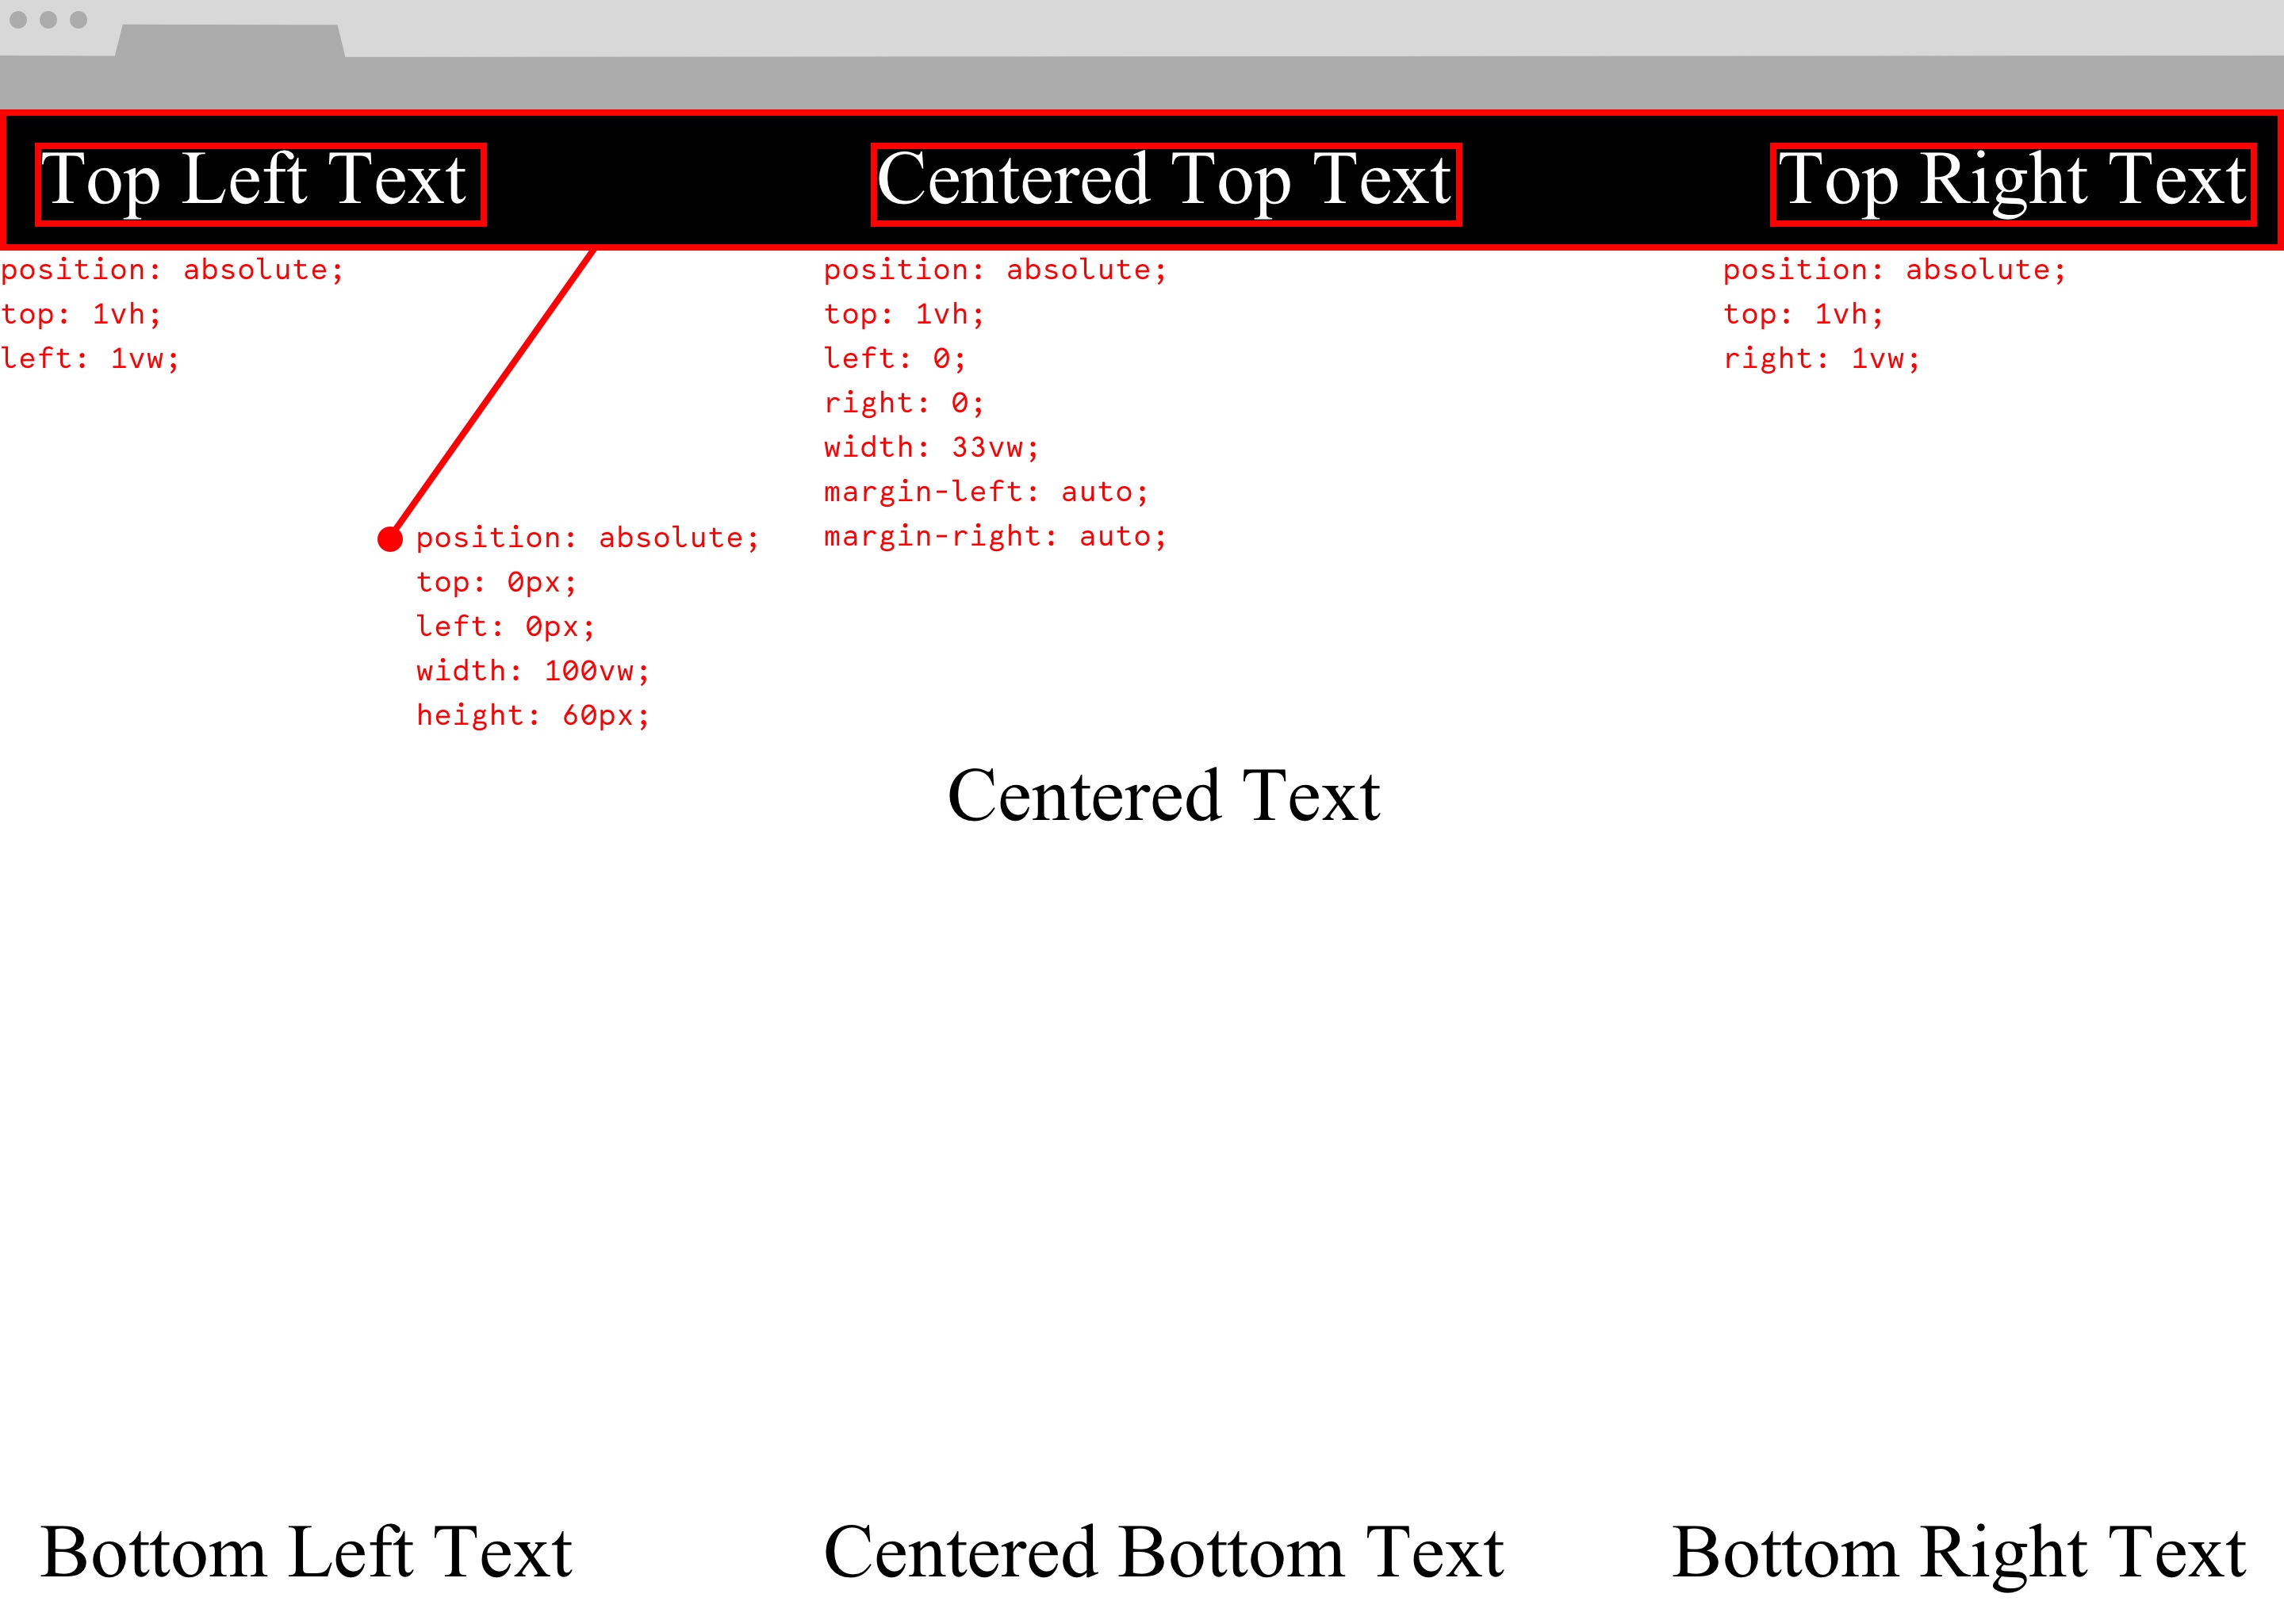 Top Left Text
Centered Top Text
Top Right Text
position: absolute;
top: 1vh;
left: 1vw;
position: absolute;
top: 1vh;
left: 0;
right: 0;
width: 33vw;
margin-left: auto;
margin-right: auto;
position: absolute;
top: 1vh;
right: 1vw;
position: absolute;
top: 0px;
left: 0px;
width: 100vw;
height: 60px;
Centered Text
Bottom Left Text
Centered Bottom Text
Bottom Right Text